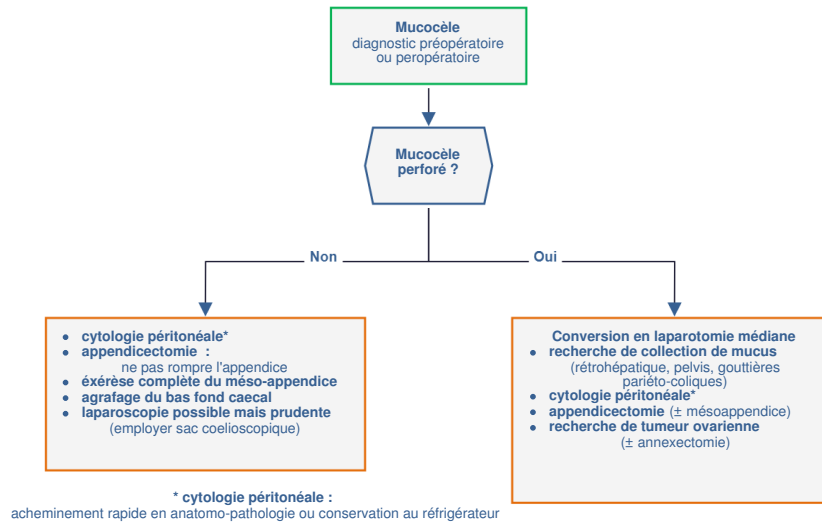 Mucocèle
diagnostic préopératoire
ou peropératoire
Mucocèle
perforé ?
Non
Oui
• cytologie péritonéale*
• appendicectomie :
ne pas rompre l'appendice
• éxérèse complète du méso-appendice
• agrafage du bas fond caecal
• laparoscopie possible mais prudente
(employer sac coelioscopique)
Conversion en laparotomie médiane
• recherche de collection de mucus
(rétrohépatique, pelvis, gouttières
pariéto-coliques)
• cytologie péritonéale*
• appendicectomie (± mésoappendice)
• recherche de tumeur ovarienne
(± annexectomie)
* cytologie péritonéale :
acheminement rapide en anatomo-pathologie ou conservation au réfrigérateur